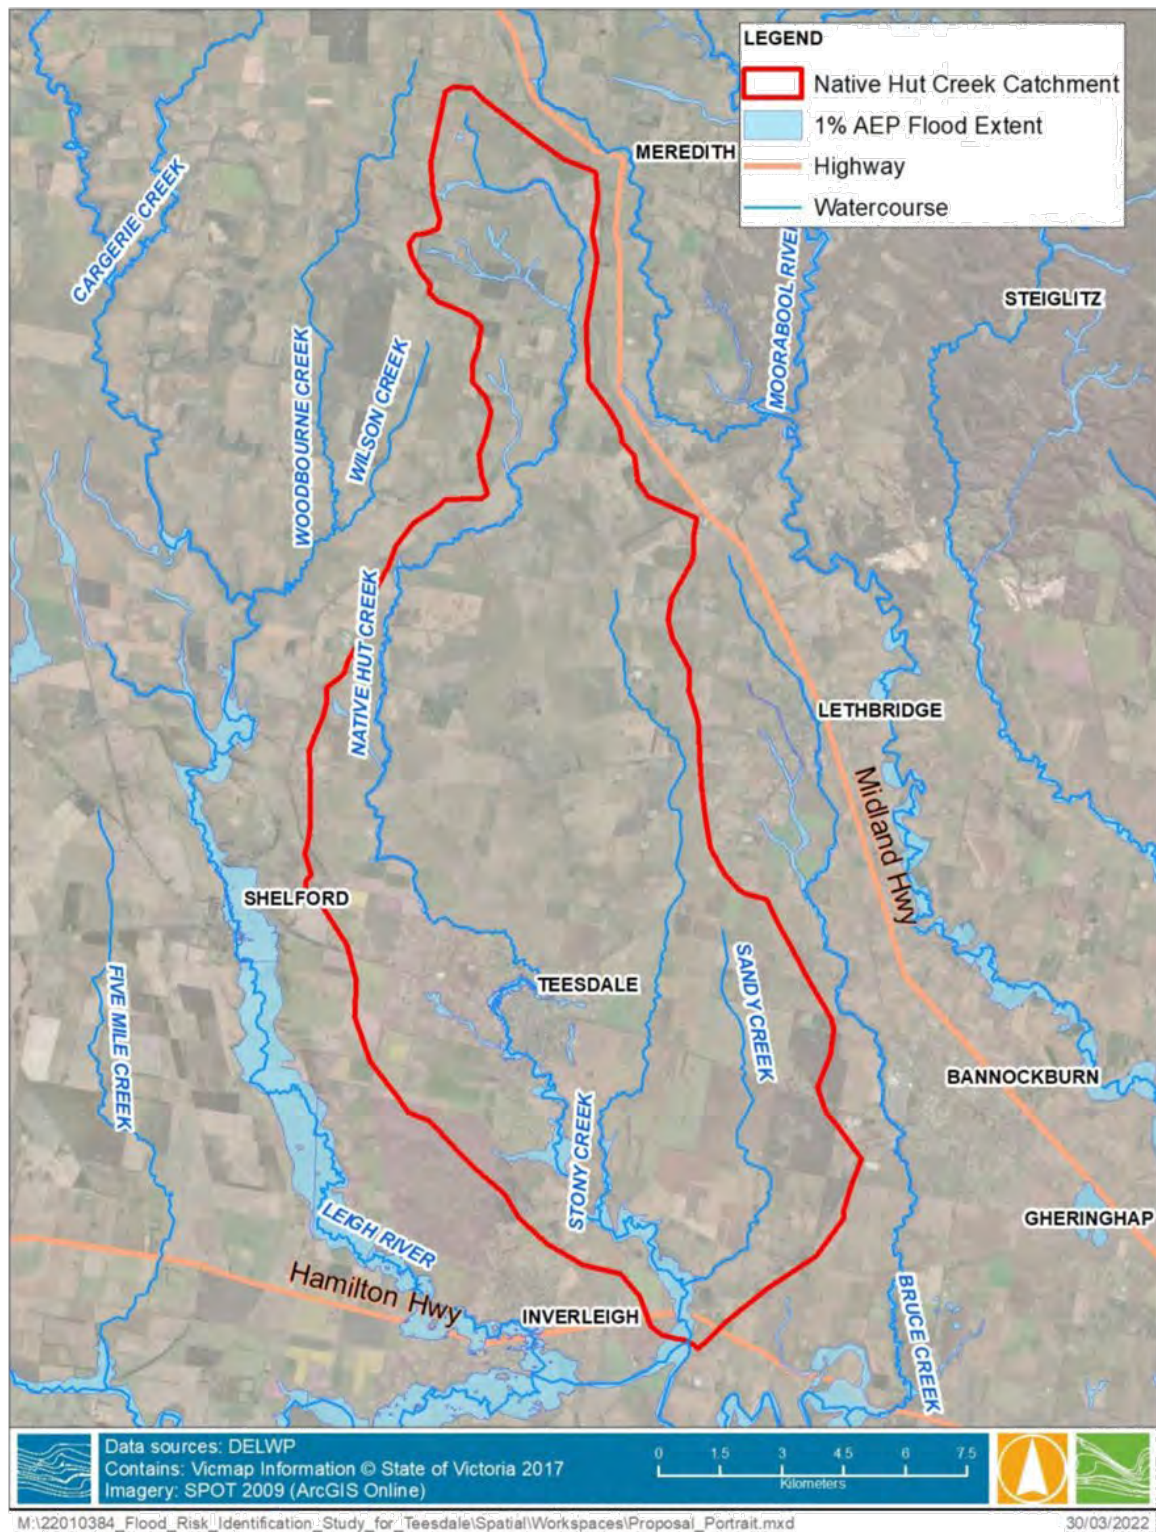 LEGEND
Native Hut Creek Catchment
1% AEP Flood Extent
Highway
Watercourse
MEREDITH
CARGERIE CREEK
MOORABOOL RIVER
STEIGLITZ
WOODBOURNE CREEK
WILSON CREEK
NATIVE HUT CREEK
LETHBRIDGE
Midland Hwy
SHELFORD
TEESDALE
SANDY CREEK
FIVE MILE CREEK
BANNOCKBURN
STONY CREEK
GHERINGHAP
LEIGH RIVER
Hamilton Hwy
INVERLEIGH
BRUCE CREEK
Data sources: DELWP
Contains: Vicmap Information © State of Victoria 2017
Imagery: SPOT 2009 (ArcGIS Online)
0 1.5 3 4.5 6 7.5
Kilometers
M:\22010384_Flood_Risk_Identification_Study_for_Teesdale\Spatial\Workspaces\Proposal_Portrait.mxd
30/03/2022